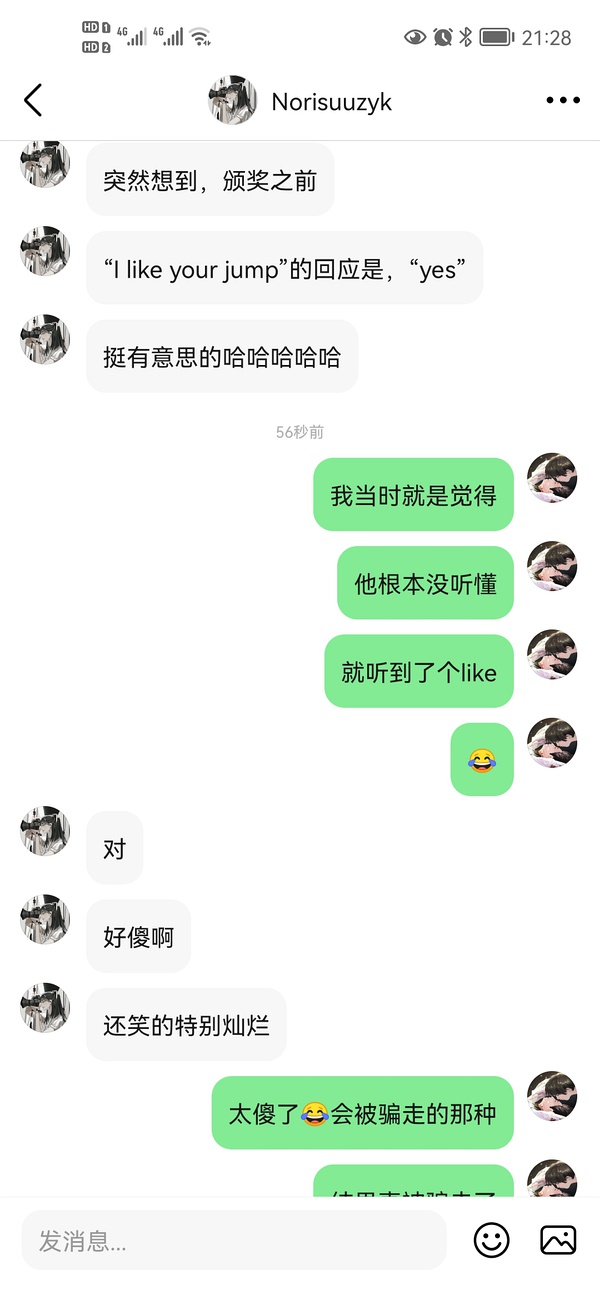 HD 1
HD 2
4G
4G
21:28
Norisuuzyk
突然想到，颁奖之前
“I like your jump”的回应是，“yes”
挺有意思的哈哈哈哈哈
56秒前
我当时就是觉得
他根本没听懂
就听到了个like
😂
对
好傻啊
还笑的特别灿烂
太傻了😂会被骗走的那种
发消息...